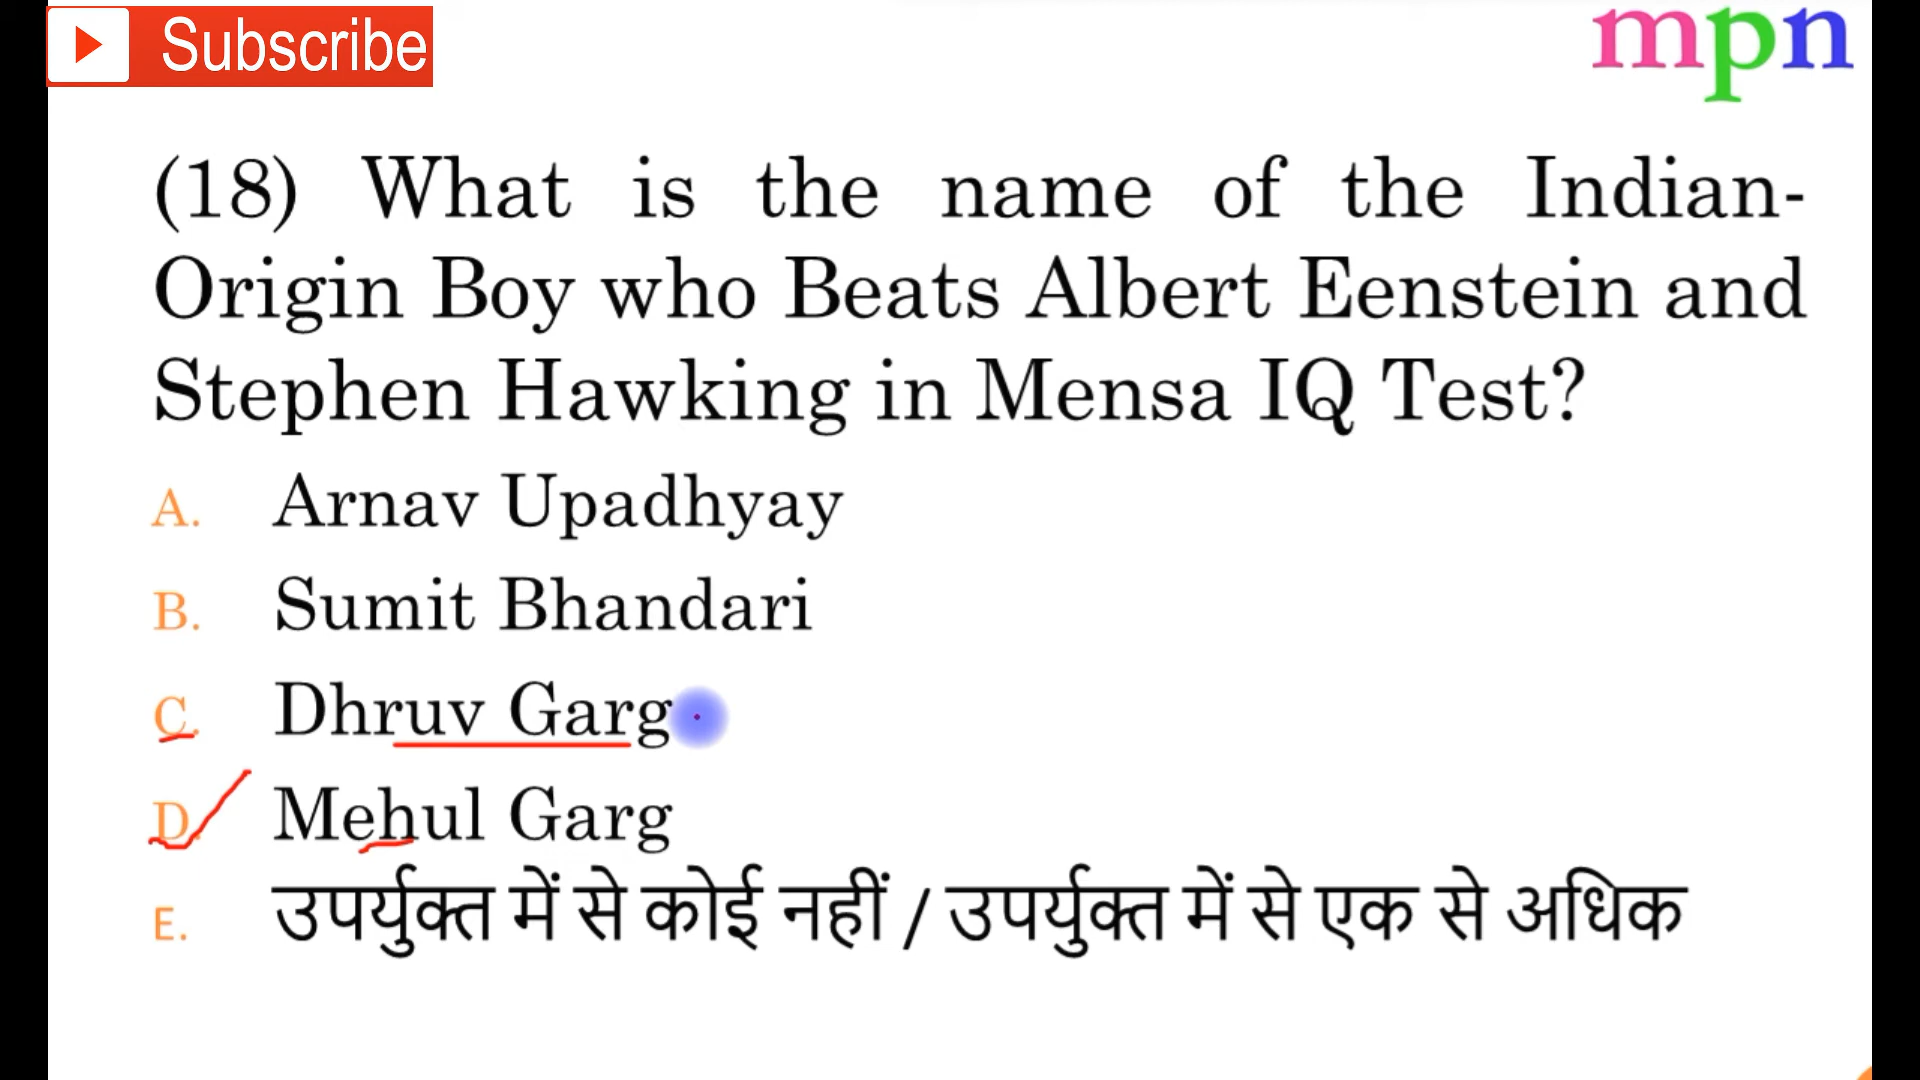 Subscribe
mpn
(18) What is the name of the Indian-
Origin Boy who Beats Albert Eenstein and
Stephen Hawking in Mensa IQ Test?
A. Arnav Upadhyay
B. Sumit Bhandari
C. Dhruv Garg
D. Mehul Garg
E. उपर्युक्त में से कोई नहीं / उपर्युक्त में से एक से अधिक